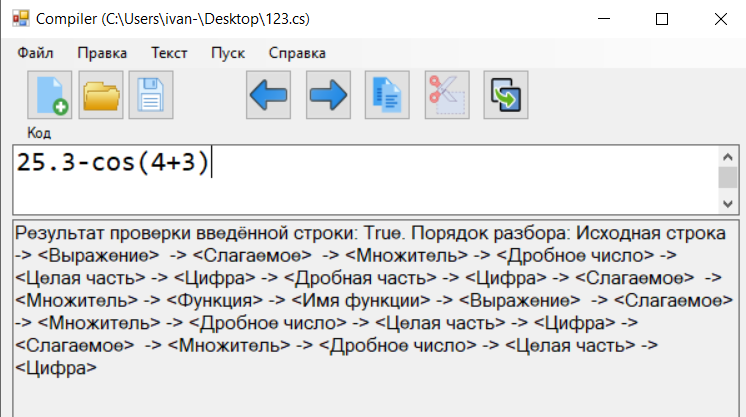 Compiler (C:\Users\ivan-\Desktop\123.cs)
Файл Правка Текст Пуск Справка
Код
25.3-cos(4+3)
Результат проверки введённой строки: True. Порядок разбора: Исходная строка
-> <Выражение>  -> <Слагаемое>  -> <Множитель> -> <Дробное число> ->
<Целая часть> -> <Цифра> -> <Дробная часть> -> <Цифра> -> <Слагаемое>  ->
<Множитель> -> <Функция> -> <Имя функции> -> <Выражение>  -> <Слагаемое>
-> <Множитель> -> <Дробное число> -> <Целая часть> -> <Цифра> ->
<Слагаемое>  -> <Множитель> -> <Дробное число> -> <Целая часть> ->
<Цифра>